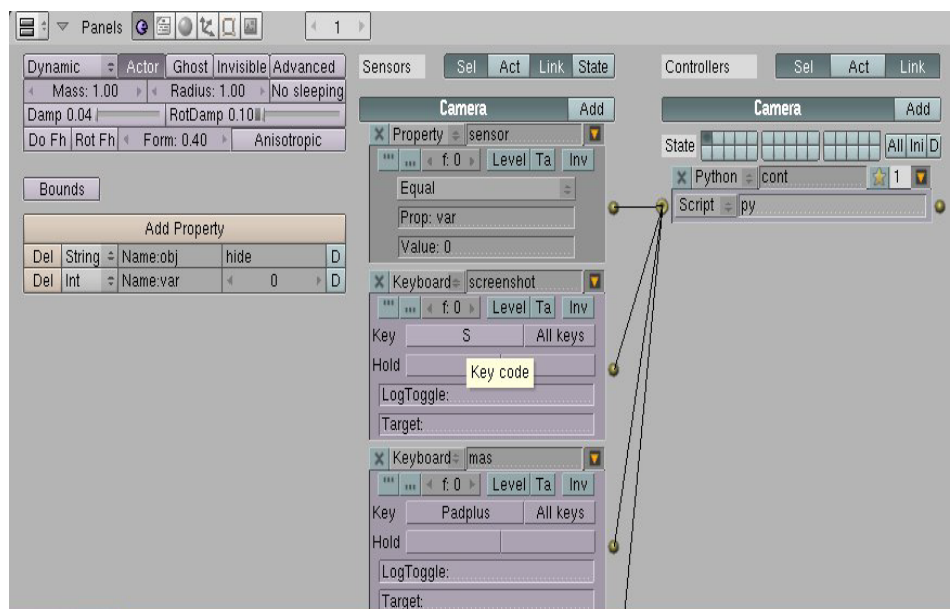 Panels 1
Dynamic Actor Ghost Invisible Advanced
Mass: 1.00 Radius: 1.00 No sleeping
Damp 0.04 RotDamp 0.10
Do Fh Rot Fh Form: 0.40 Anisotropic
Bounds
Add Property
Del String Name:obj hide D
Del Int Name:var 0 D
Sensors Sel Act Link State
Camera Add
X Property sensor
f: 0 Level Ta Inv
Equal
Prop: var
Value: 0
X Keyboard screenshot
f: 0 Level Ta Inv
Key S All keys
Hold
Key code
LogToggle:
Target:
X Keyboard mas
f: 0 Level Ta Inv
Key Padplus All keys
Hold
LogToggle:
Target:
Controllers Sel Act Link
Camera Add
State All Ini D
X Python cont 1
Script py